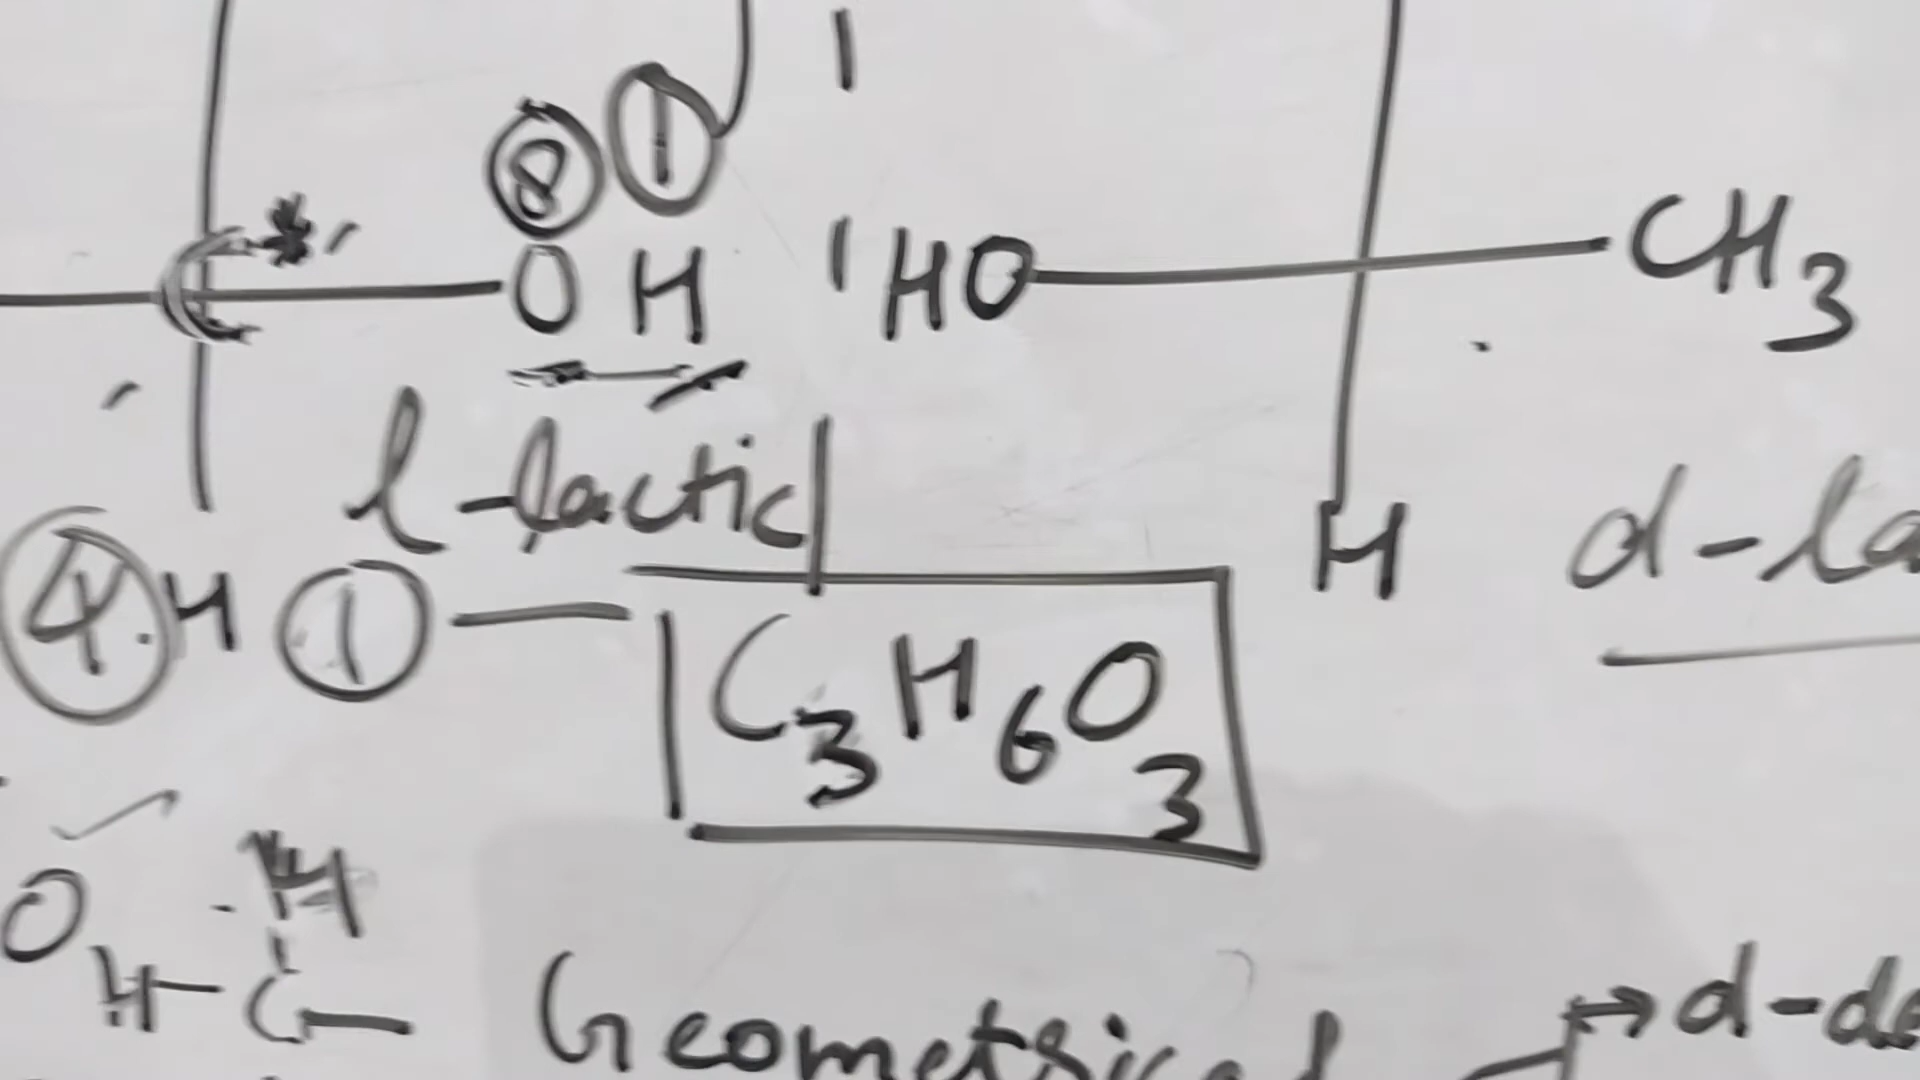 8 1
C * OH HO CH3
l-lactic
H d-la
4 H 1 C3H6O3
O H
H-C-
Geometrical → d-de